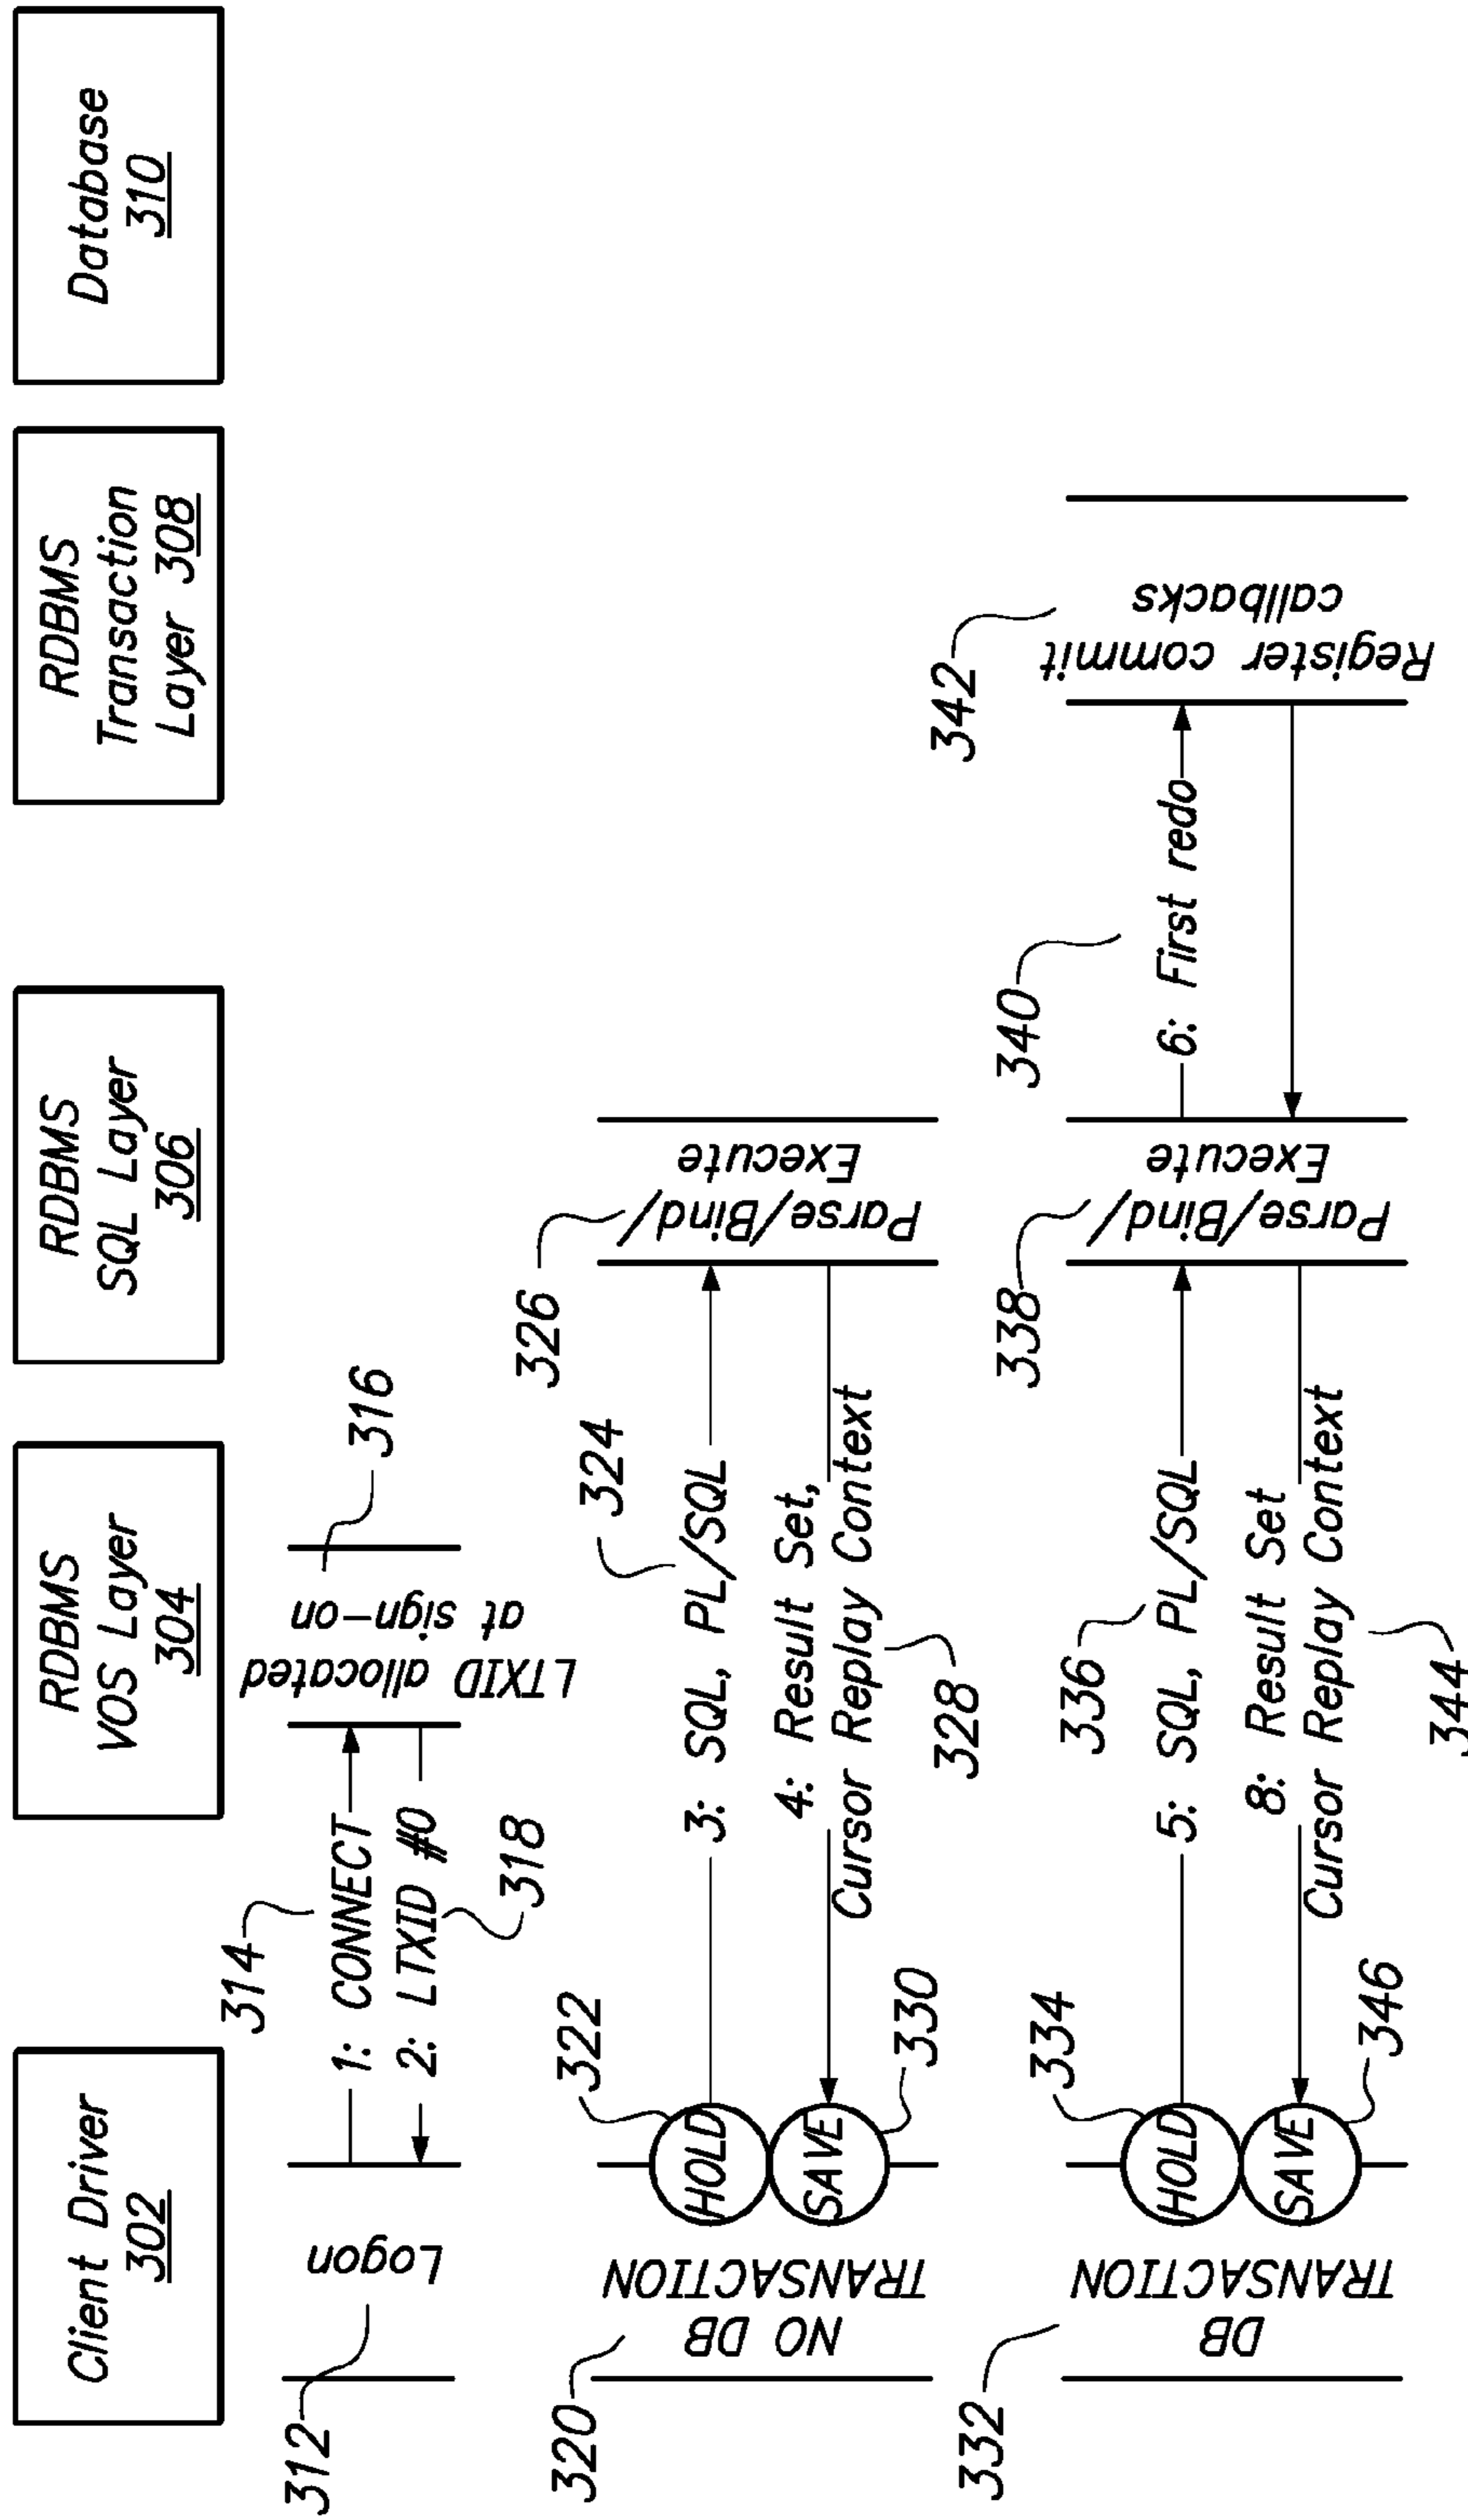 Client Driver
302
RDBMS
VOS Layer
304
RDBMS
SQL Layer
306
RDBMS
Transaction
Layer 308
Database
310
312
Logon
314
1: CONNECT
2: LTXID #0
318
LTXID allocated
at sign-on
316
320
NO DB
TRANSACTION
322
HOLD
SAVE
330
324
3: SQL, PL/SQL
4: Result Set,
Cursor Replay Context
328
326
Parse/Bind/
Execute
332
DB
TRANSACTION
334
HOLD
SAVE
346
336
5: SQL, PL/SQL
8: Result Set
Cursor Replay Context
344
338
Parse/Bind/
Execute
340
6: First redo
342
Register commit
callbacks